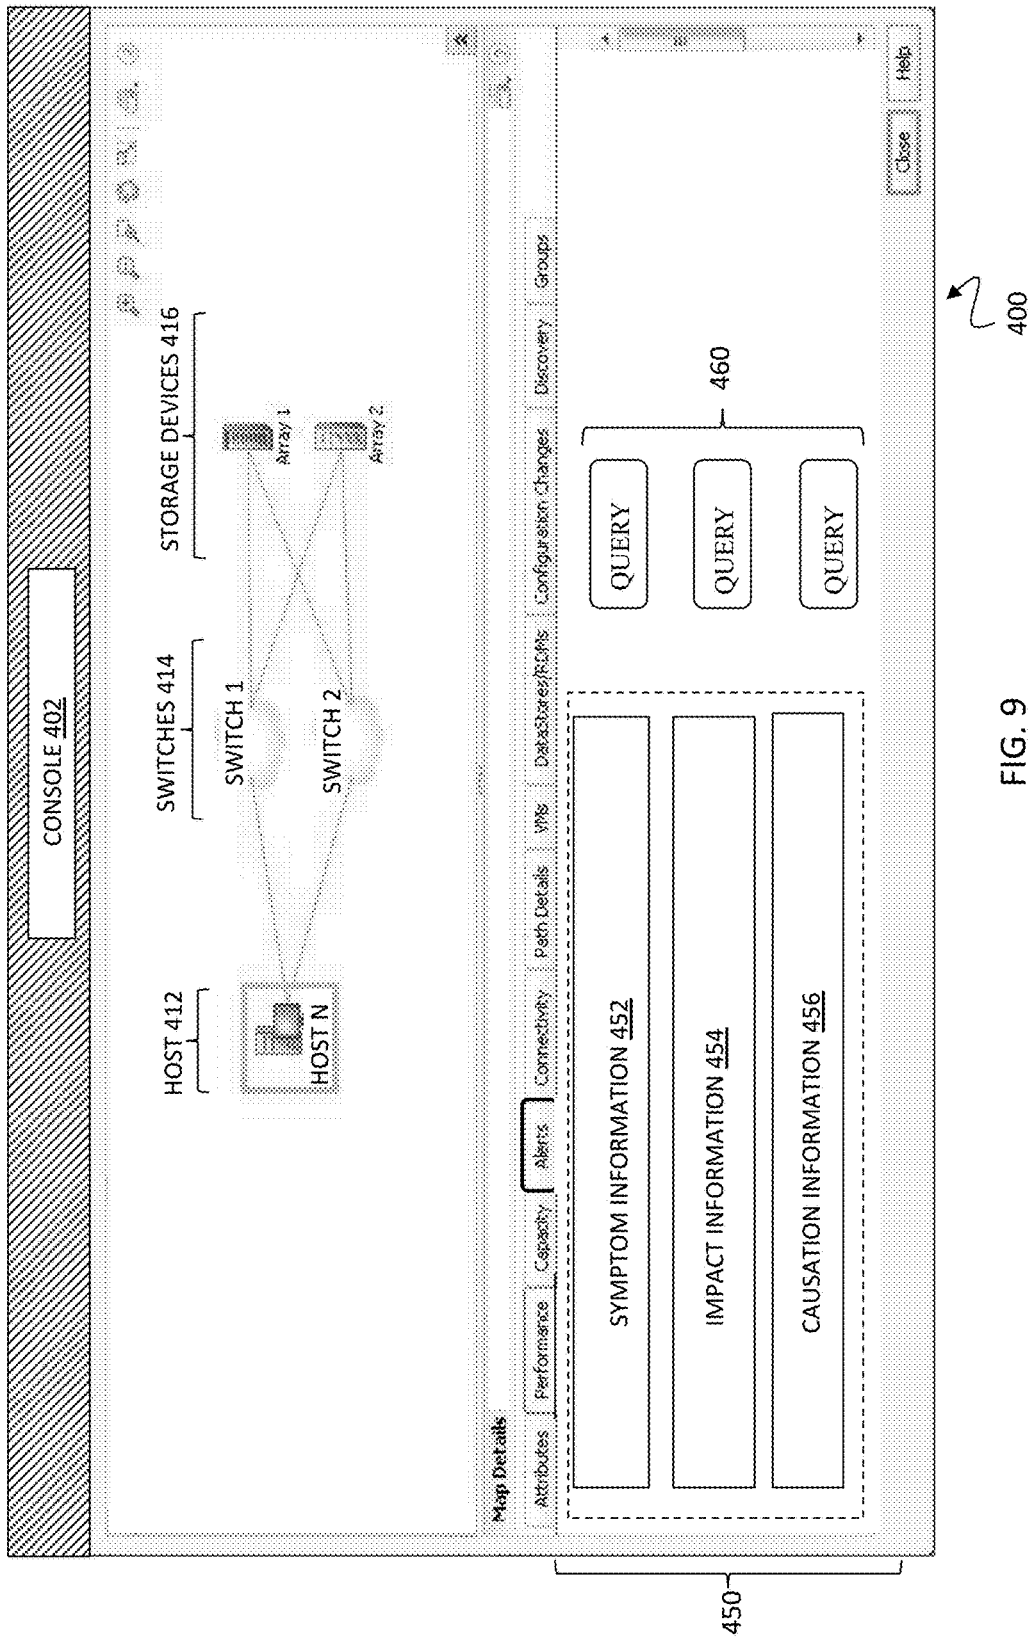 CONSOLE 402
HOST 412
SWITCHES 414
STORAGE DEVICES 416
HOST N
SWITCH 1
SWITCH 2
Array 1
Array 2
Map Details
Attributes Performance Capacity Alerts Connectivity Path Details VMs DataStores/RDMs Configuration Changes Discovery Groups
450
SYMPTOM INFORMATION 452 QUERY
IMPACT INFORMATION 454 QUERY
CAUSATION INFORMATION 456 QUERY
460
Close Help
400
FIG. 9